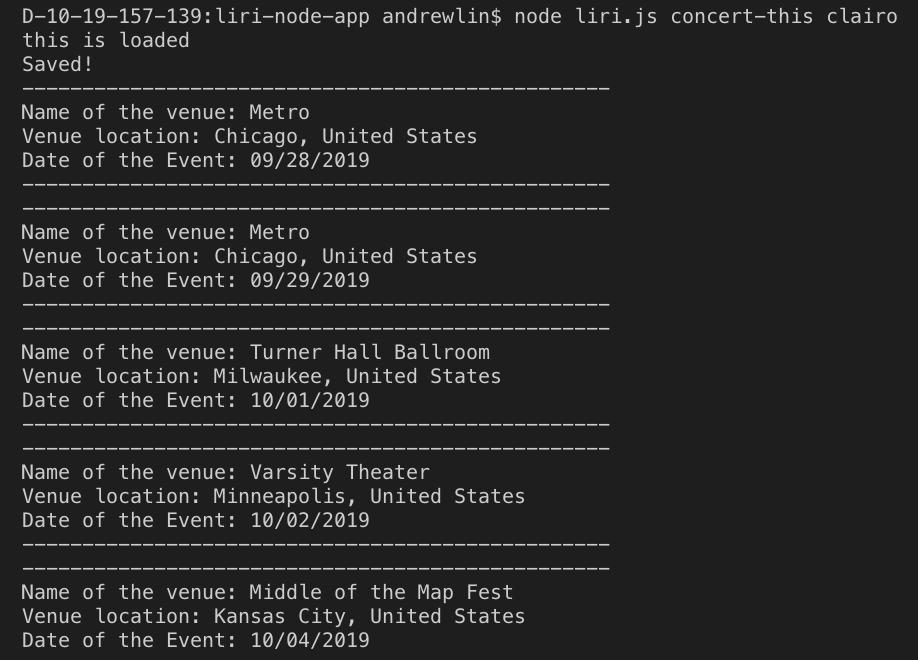 D-10-19-157-139:liri-node-app andrewlin$ node liri.js concert-this clairo
this is loaded
Saved!
-------------------------------------------------
Name of the venue: Metro
Venue location: Chicago, United States
Date of the Event: 09/28/2019
-------------------------------------------------
-------------------------------------------------
Name of the venue: Metro
Venue location: Chicago, United States
Date of the Event: 09/29/2019
-------------------------------------------------
-------------------------------------------------
Name of the venue: Turner Hall Ballroom
Venue location: Milwaukee, United States
Date of the Event: 10/01/2019
-------------------------------------------------
-------------------------------------------------
Name of the venue: Varsity Theater
Venue location: Minneapolis, United States
Date of the Event: 10/02/2019
-------------------------------------------------
-------------------------------------------------
Name of the venue: Middle of the Map Fest
Venue location: Kansas City, United States
Date of the Event: 10/04/2019